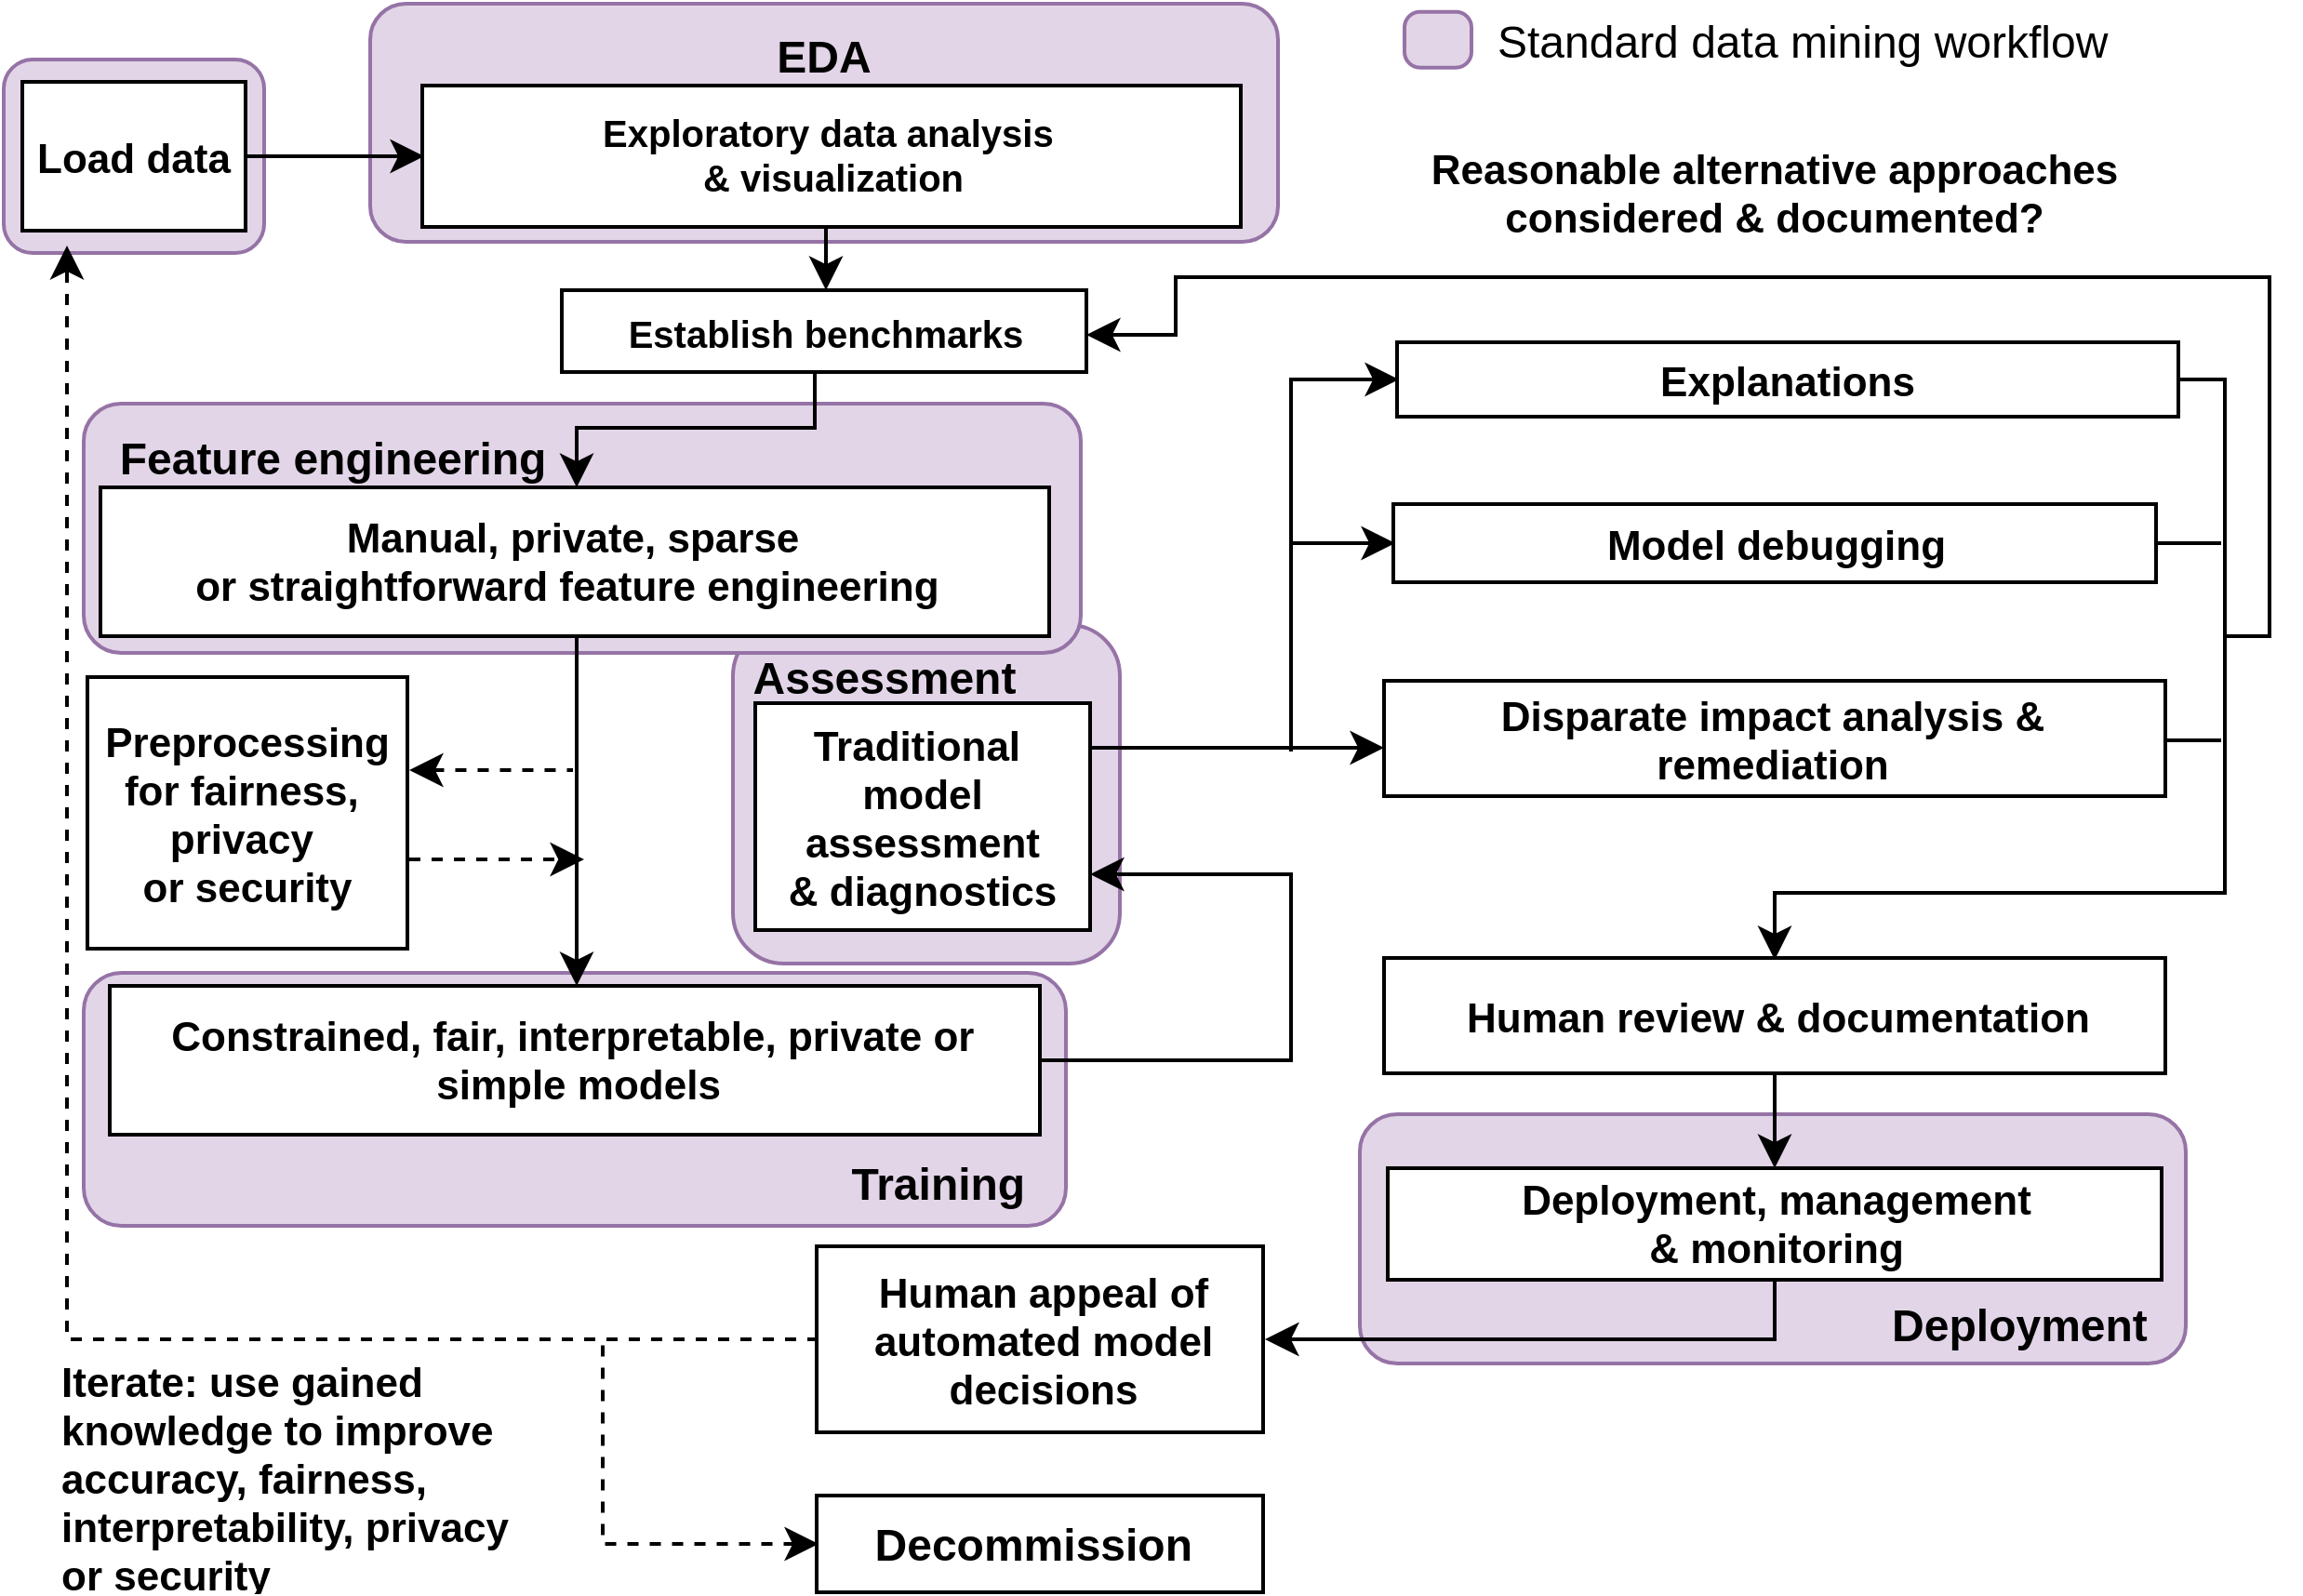 EDA
Standard data mining workflow
Load data
Exploratory data analysis
& visualization
Reasonable alternative approaches
considered & documented?
Establish benchmarks
Explanations
Feature engineering
Manual, private, sparse
or straightforward feature engineering
Model debugging
Assessment
Preprocessing
for fairness,
privacy
or security
Traditional
model
assessment
& diagnostics
Disparate impact analysis &
remediation
Constrained, fair, interpretable, private or
simple models
Training
Human review & documentation
Deployment, management
& monitoring
Deployment
Human appeal of
automated model
decisions
Iterate: use gained
knowledge to improve
accuracy, fairness,
interpretability, privacy
or security
Decommission